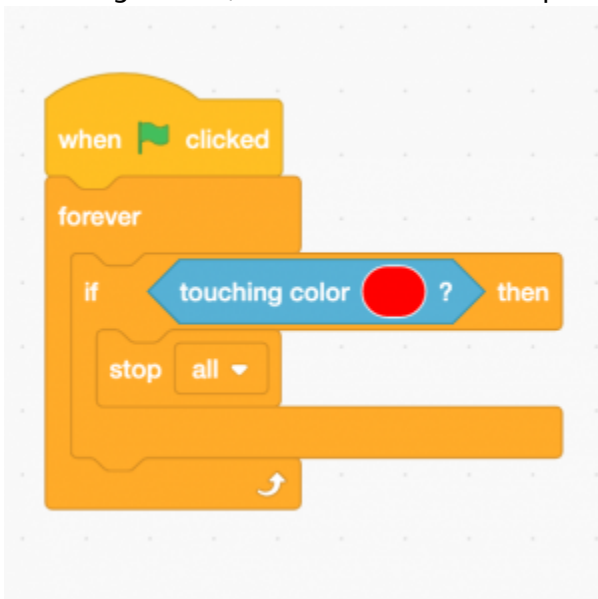 when clicked
forever
if touching color ? then
stop all